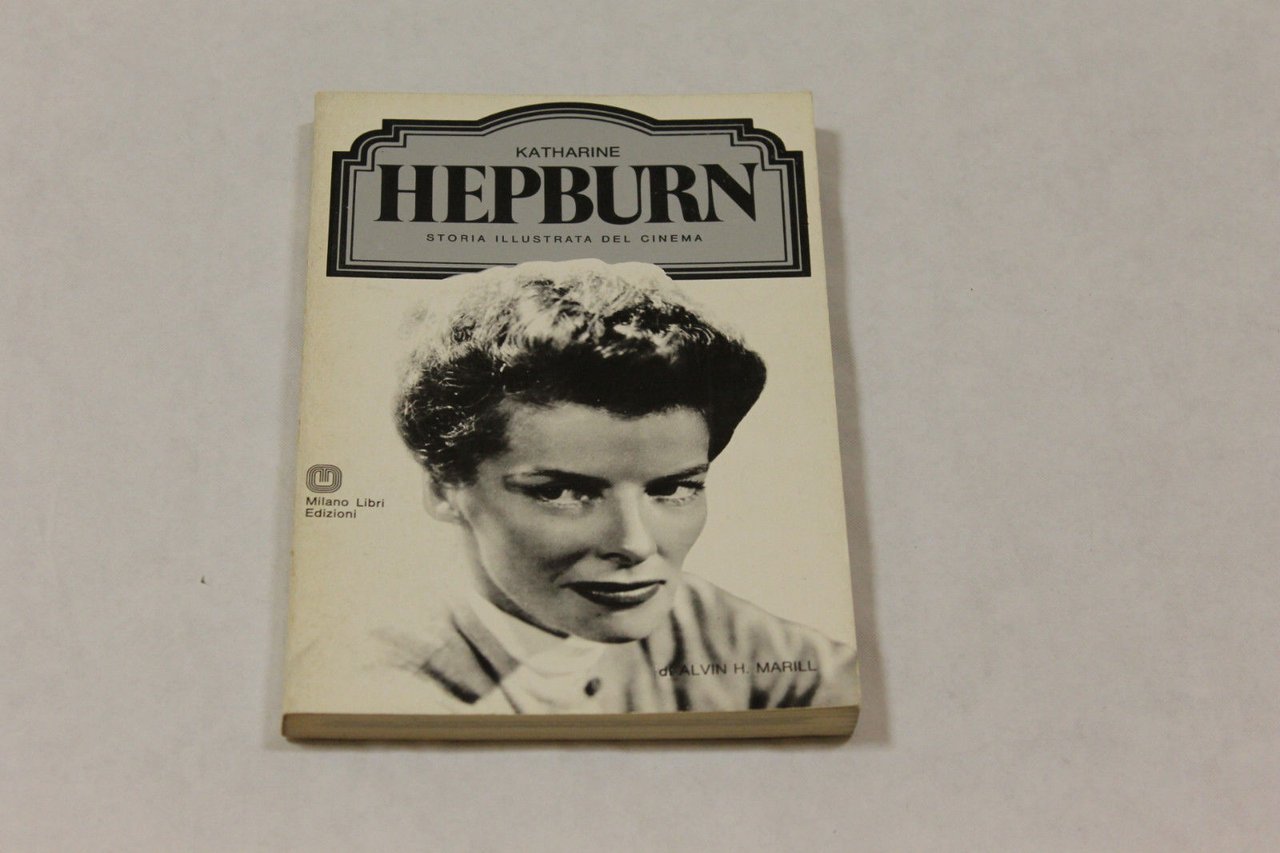 KATHARINE
HEPBURN
STORIA ILLUSTRATA DEL CINEMA
Milano Libri
Edizioni
di ALVIN H. MARILL